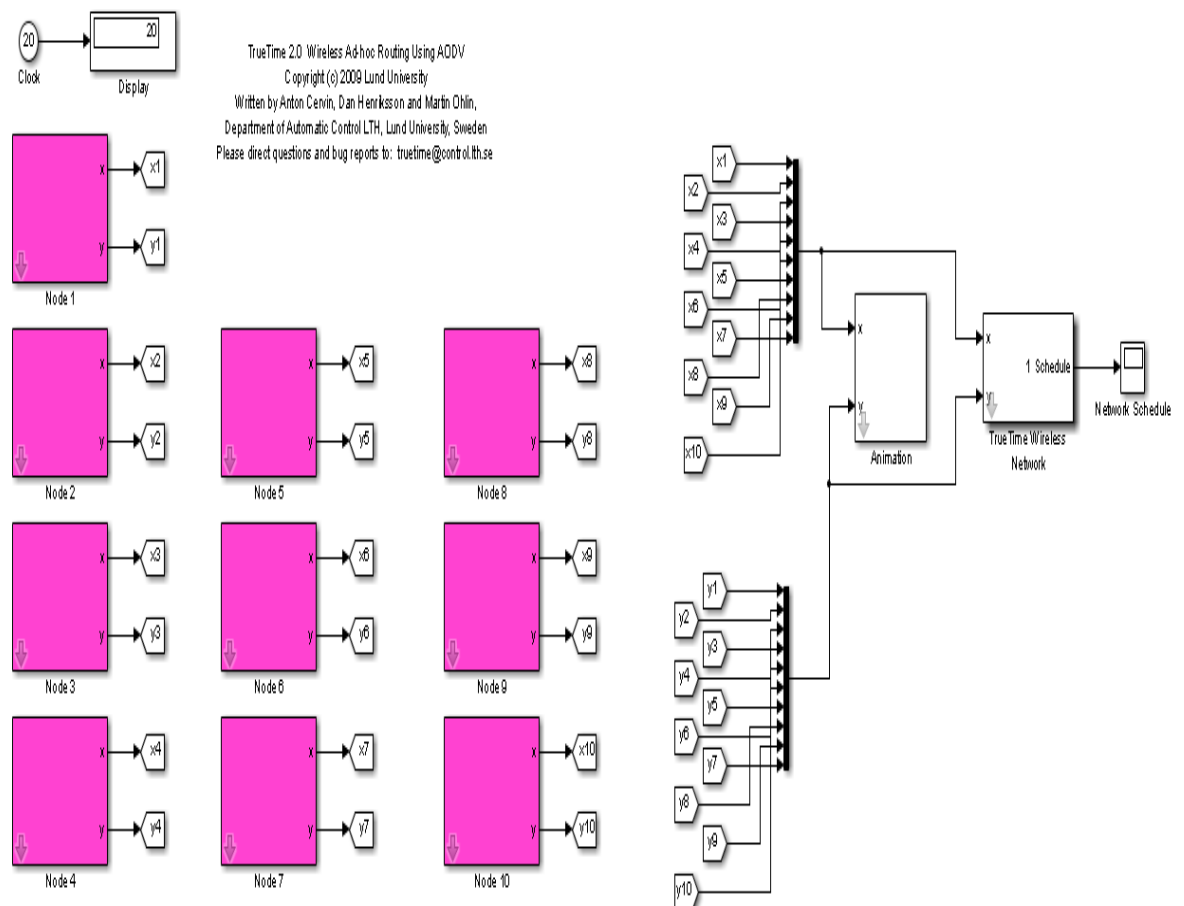 20
20
Clock
Display
TrueTime 2.0 Wireless Ad-hoc Routing Using AODV
Copyright (c) 2009 Lund University
Written by Anton Cervin, Dan Henriksson and Martin Ohlin,
Department of Automatic Control LTH, Lund University, Sweden
Please direct questions and bug reports to: truetime@control.lth.se
x
x1
y
y1
Node 1
x
x2
y
y2
Node 2
x
x3
y
y3
Node 3
x
x4
y
y4
Node 4
x
x5
y
y5
Node 5
x
x6
y
y6
Node 6
x
x7
y
y7
Node 7
x
x8
y
y8
Node 8
x
x9
y
y9
Node 9
x
x10
y
y10
Node 10
x1
x2
x3
x4
x5
x6
x7
x8
x9
x10
x
y
Animation
x
y
1 Schedule
TrueTime Wireless
Network
Network Schedule
y1
y2
y3
y4
y5
y6
y7
y8
y9
y10